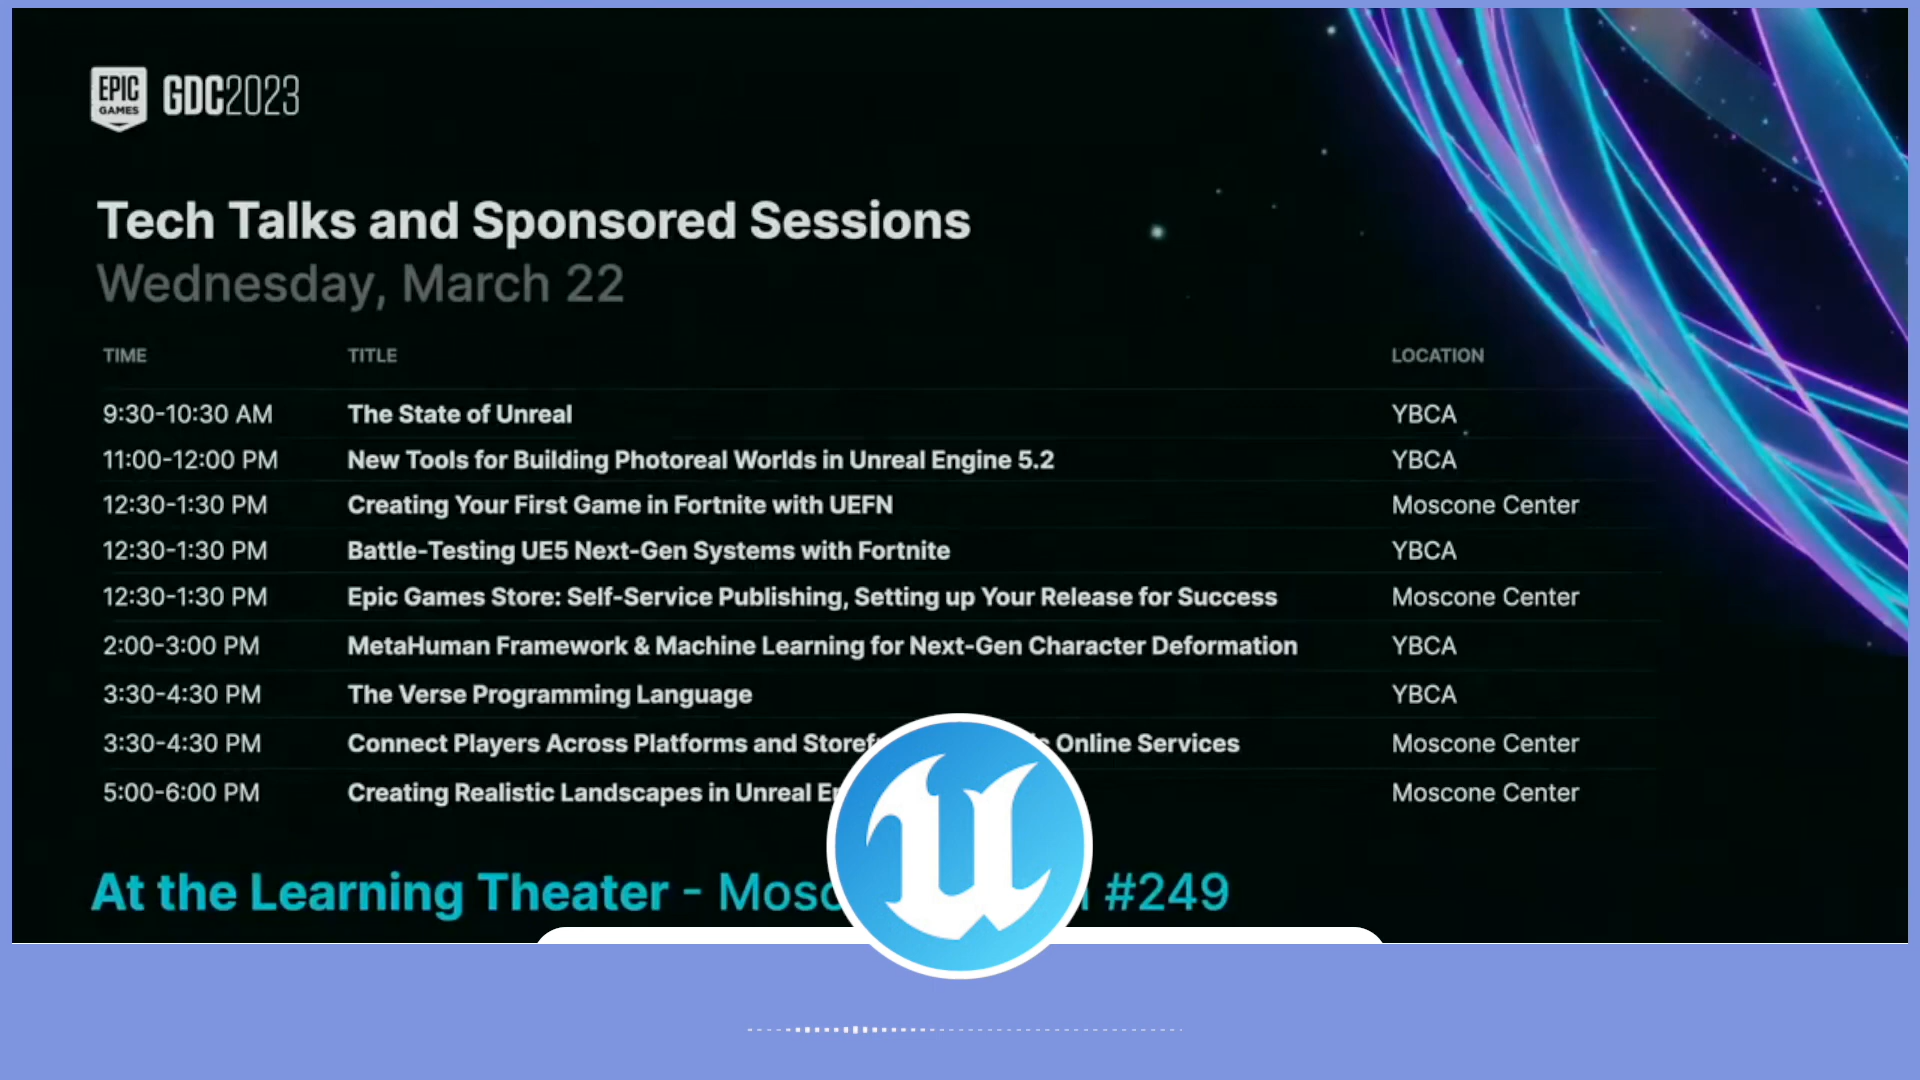 EPIC GAMES GDC2023
Tech Talks and Sponsored Sessions
Wednesday, March 22
TIME TITLE LOCATION
9:30-10:30 AM The State of Unreal YBCA
11:00-12:00 PM New Tools for Building Photoreal Worlds in Unreal Engine 5.2 YBCA
12:30-1:30 PM Creating Your First Game in Fortnite with UEFN Moscone Center
12:30-1:30 PM Battle-Testing UE5 Next-Gen Systems with Fortnite YBCA
12:30-1:30 PM Epic Games Store: Self-Service Publishing, Setting up Your Release for Success Moscone Center
2:00-3:00 PM MetaHuman Framework & Machine Learning for Next-Gen Character Deformation YBCA
3:30-4:30 PM The Verse Programming Language YBCA
3:30-4:30 PM Connect Players Across Platforms and Online Services Moscone Center
5:00-6:00 PM Creating Realistic Landscapes in Unreal Moscone Center
At the Learning Theater - #249